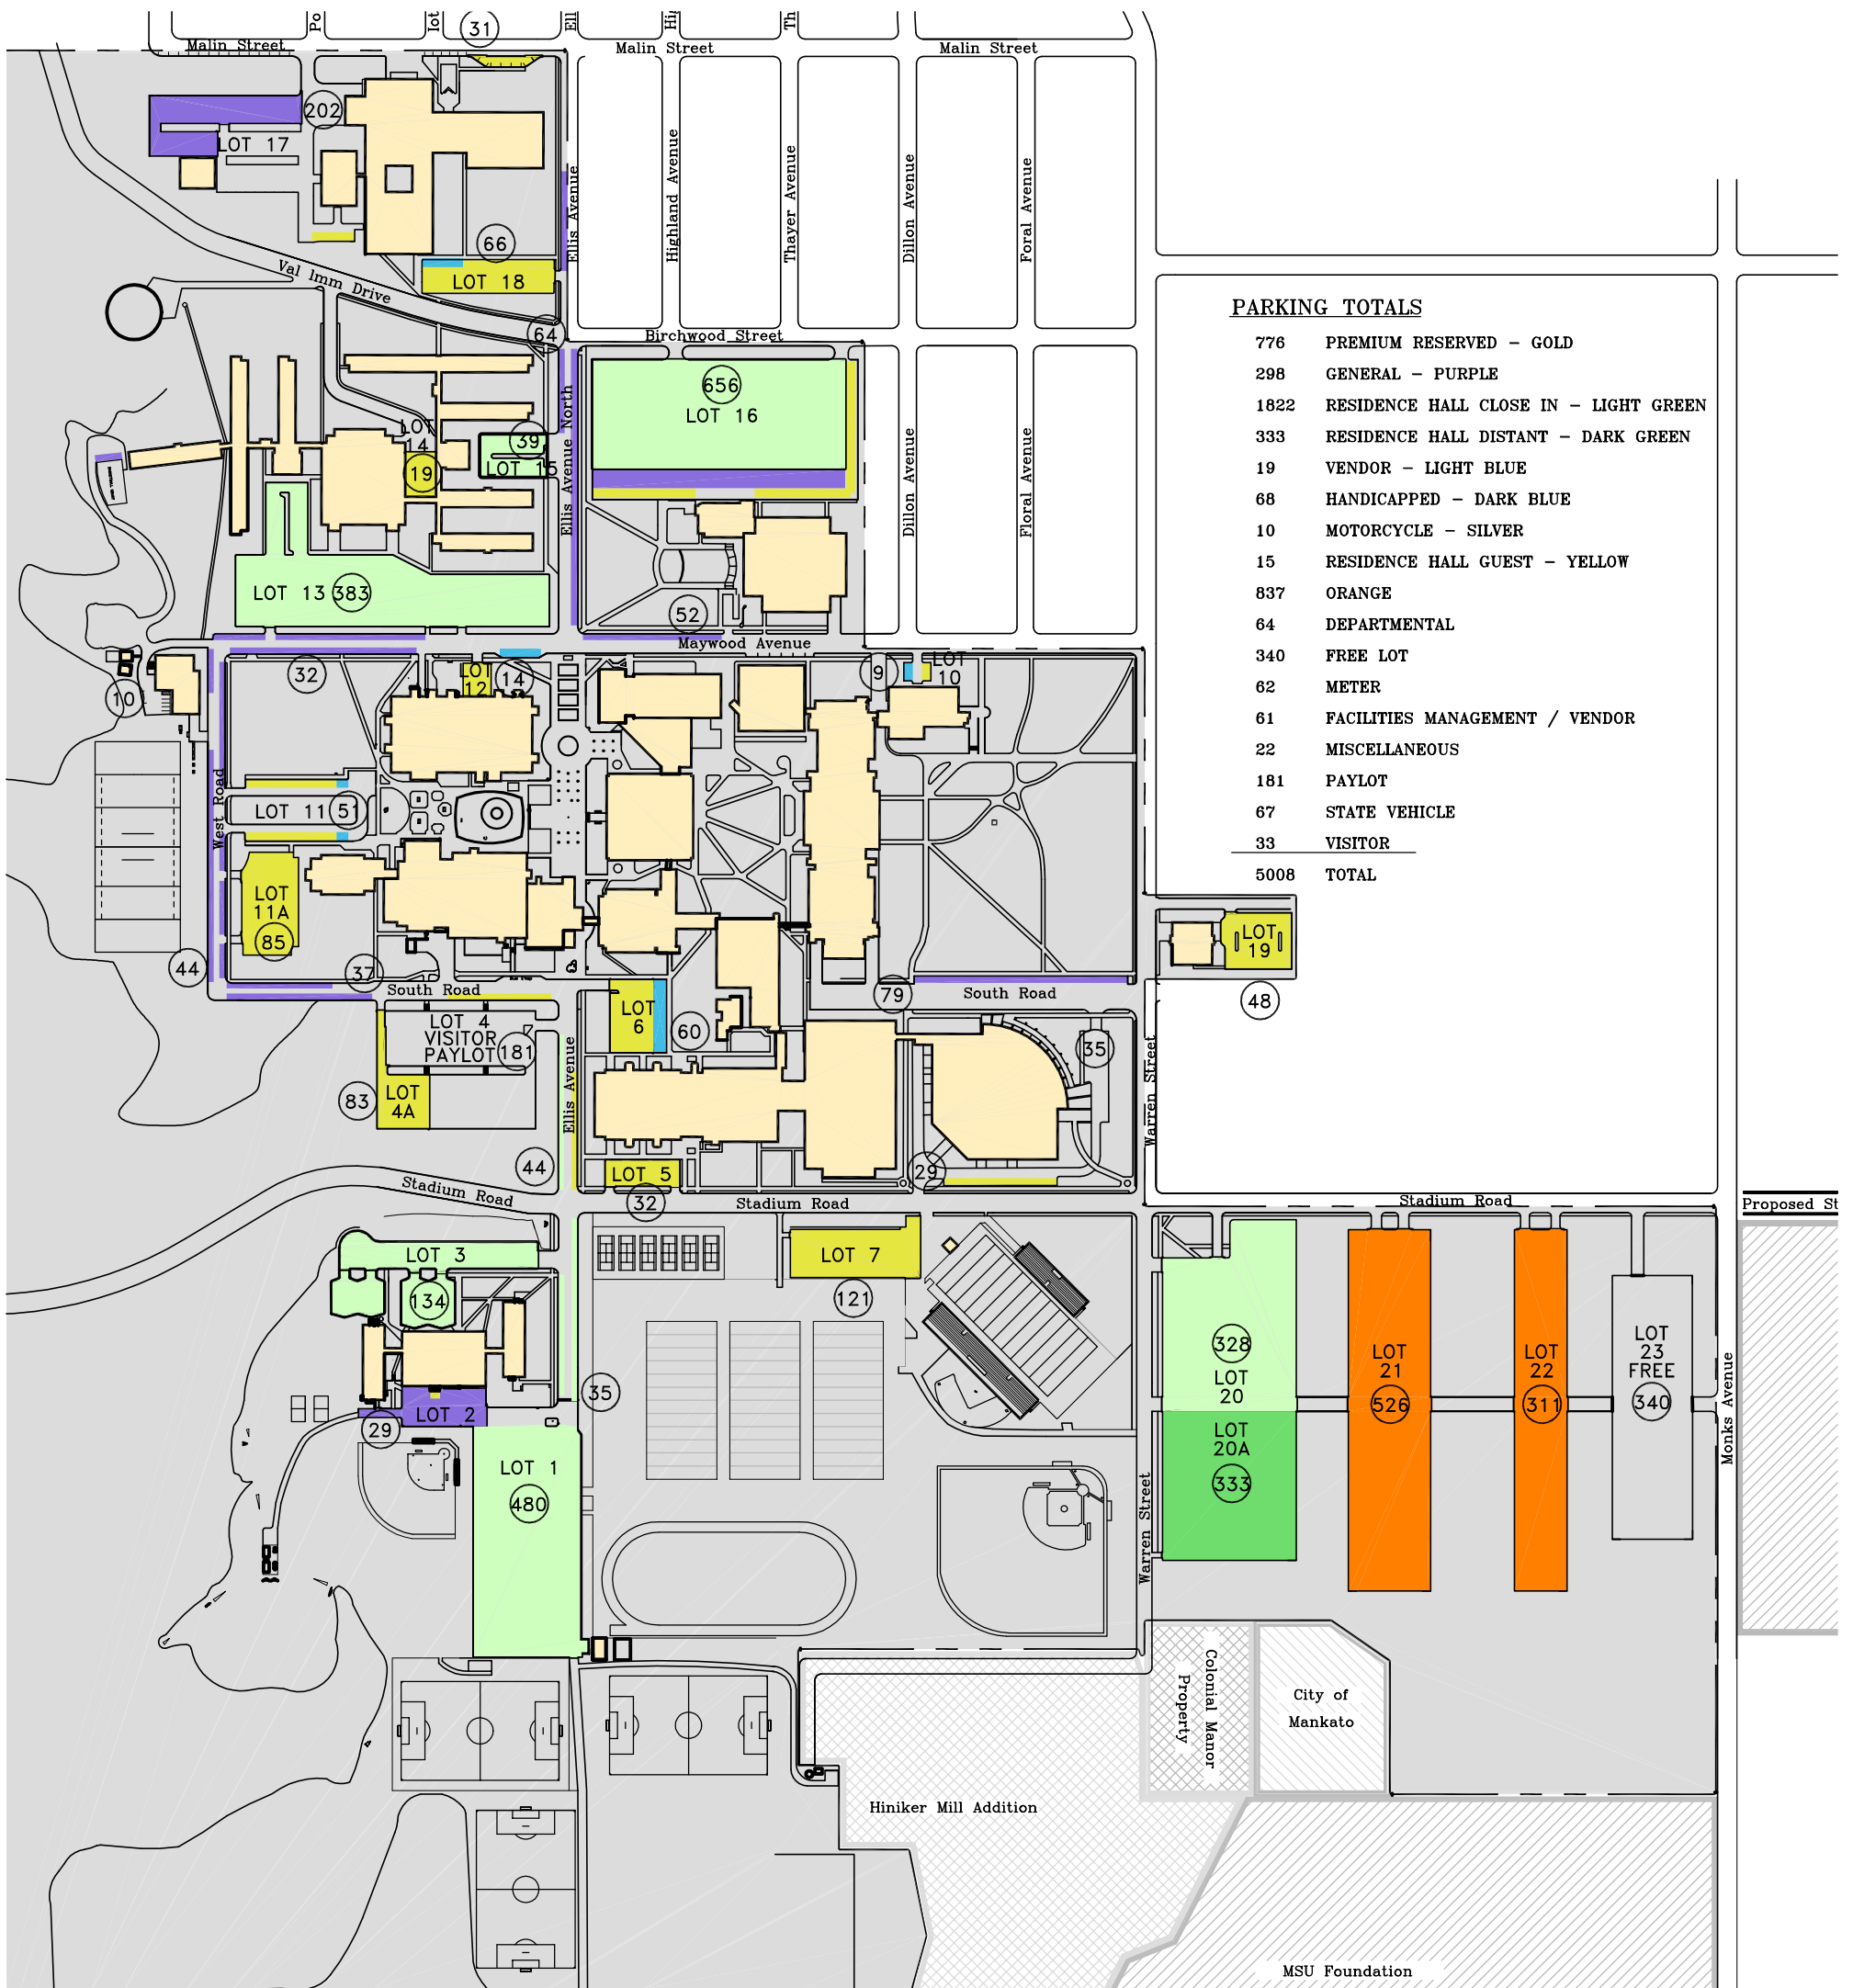 31
Po
lot
Ell
Hi
Th
Malin Street
Malin Street
Malin Street
202
LOT 17
Ellis Avenue
Highland Avenue
Thayer Avenue
Dillon Avenue
Foral Avenue
66
LOT 18
Val Imm Drive
64
Birchwood Street
656
LOT 16
LOT
14
19
39
LOT 15
Ellis Avenue North
Dillon Avenue
Floral Avenue
LOT 13
383
52
Maywood Avenue
PARKING TOTALS
776 PREMIUM RESERVED - GOLD
298 GENERAL - PURPLE
1822 RESIDENCE HALL CLOSE IN - LIGHT GREEN
333 RESIDENCE HALL DISTANT - DARK GREEN
19 VENDOR - LIGHT BLUE
68 HANDICAPPED - DARK BLUE
10 MOTORCYCLE - SILVER
15 RESIDENCE HALL GUEST - YELLOW
837 ORANGE
64 DEPARTMENTAL
340 FREE LOT
62 METER
61 FACILITIES MANAGEMENT / VENDOR
22 MISCELLANEOUS
181 PAYLOT
67 STATE VEHICLE
33 VISITOR
5008 TOTAL
10
32
LOT
12
14
9
LOT
10
West Road
LOT 11
51
LOT
11A
85
44
37
South Road
79
South Road
LOT
19
48
LOT 4
VISITOR
PAYLOT
181
LOT
6
60
35
83
LOT
4A
Ellis Avenue
Warren Street
44
LOT 5
32
29
Stadium Road
Stadium Road
Stadium Road
Proposed St
LOT 3
134
LOT 7
121
LOT 2
29
35
LOT 1
480
328
LOT
20
LOT
20A
333
LOT
21
526
LOT
22
311
LOT
23
FREE
340
Monks Avenue
Warren Street
Colonial Manor
Property
City of
Mankato
Hiniker Mill Addition
MSU Foundation